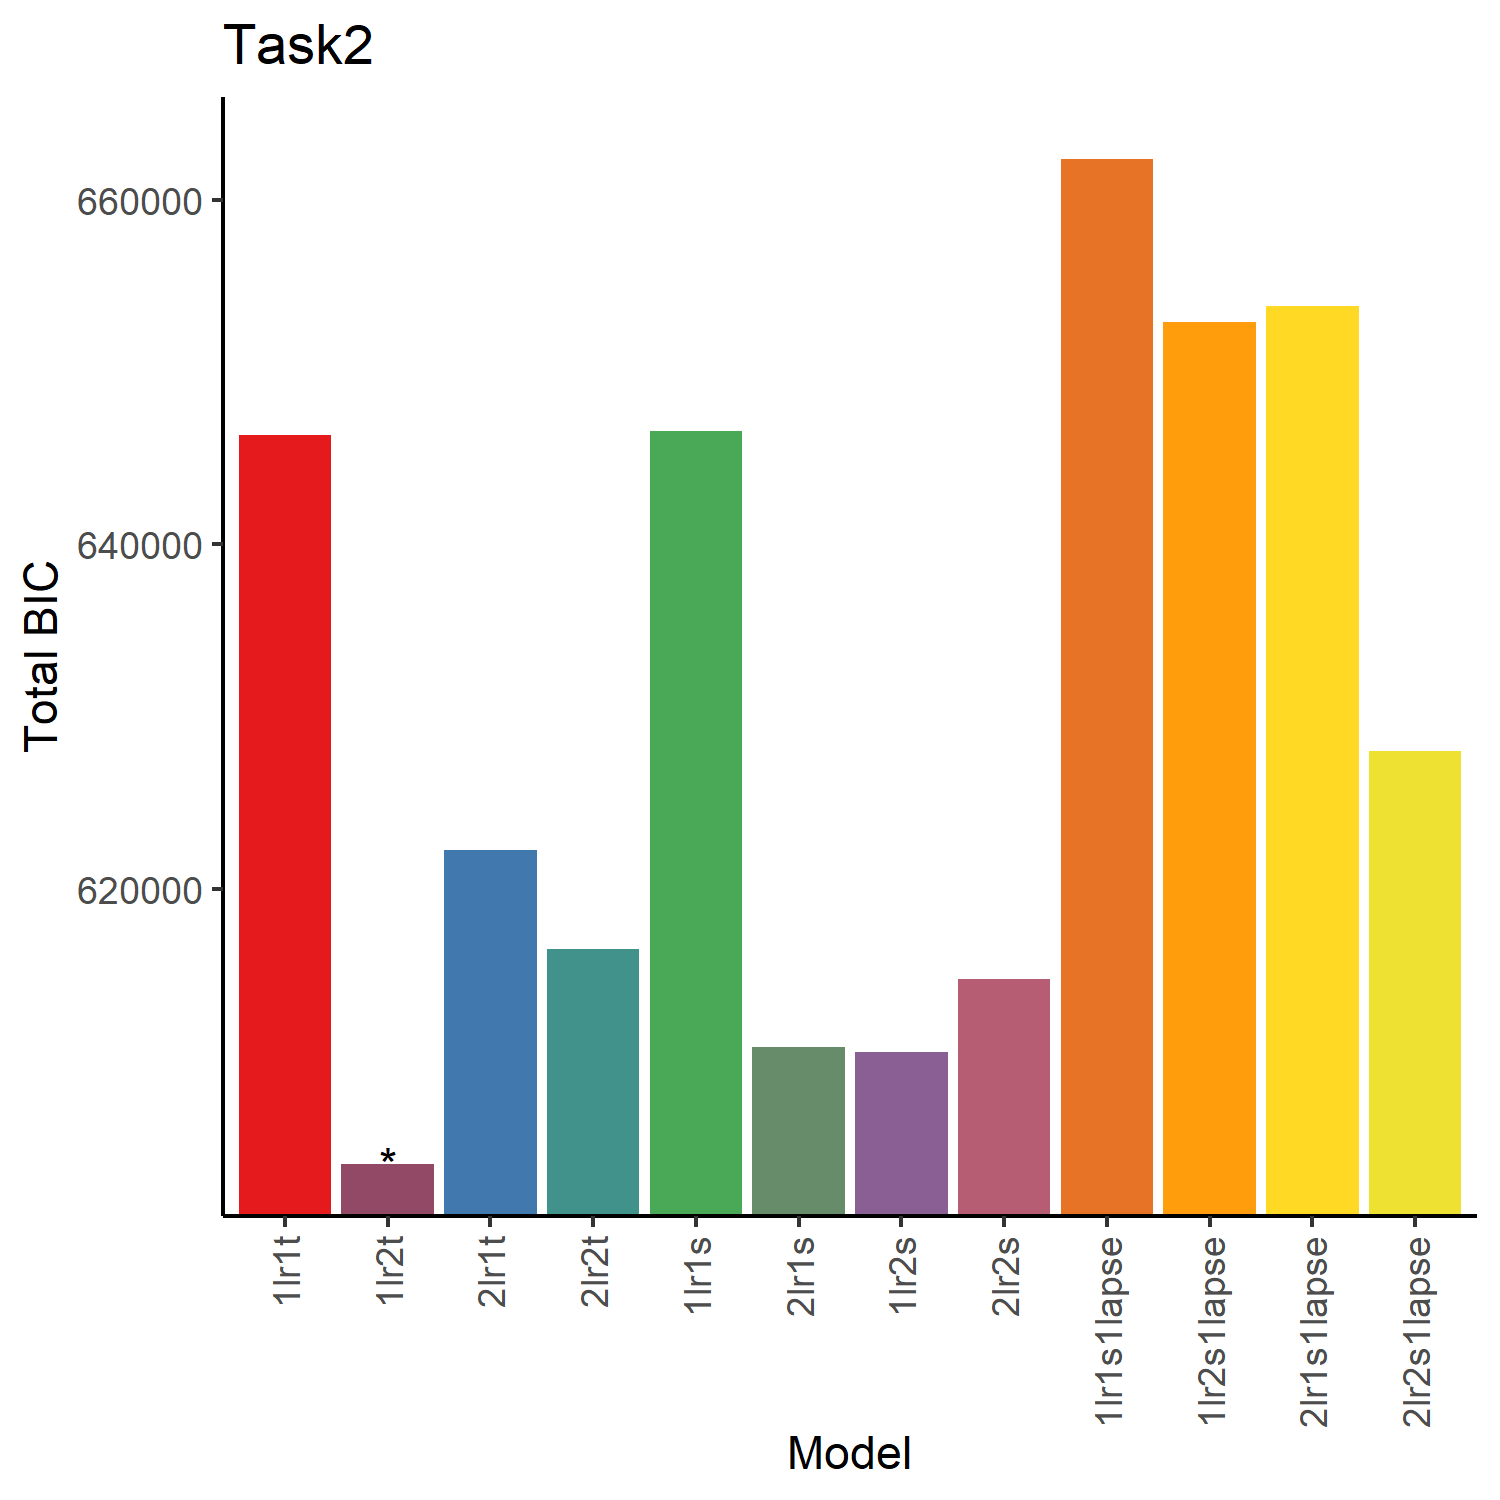 Task2
Total BIC
660000
640000
620000
*
1lr1t
1lr2t
2lr1t
2lr2t
1lr1s
2lr1s
1lr2s
2lr2s
1lr1s1lapse
1lr2s1lapse
2lr1s1lapse
2lr2s1lapse
Model